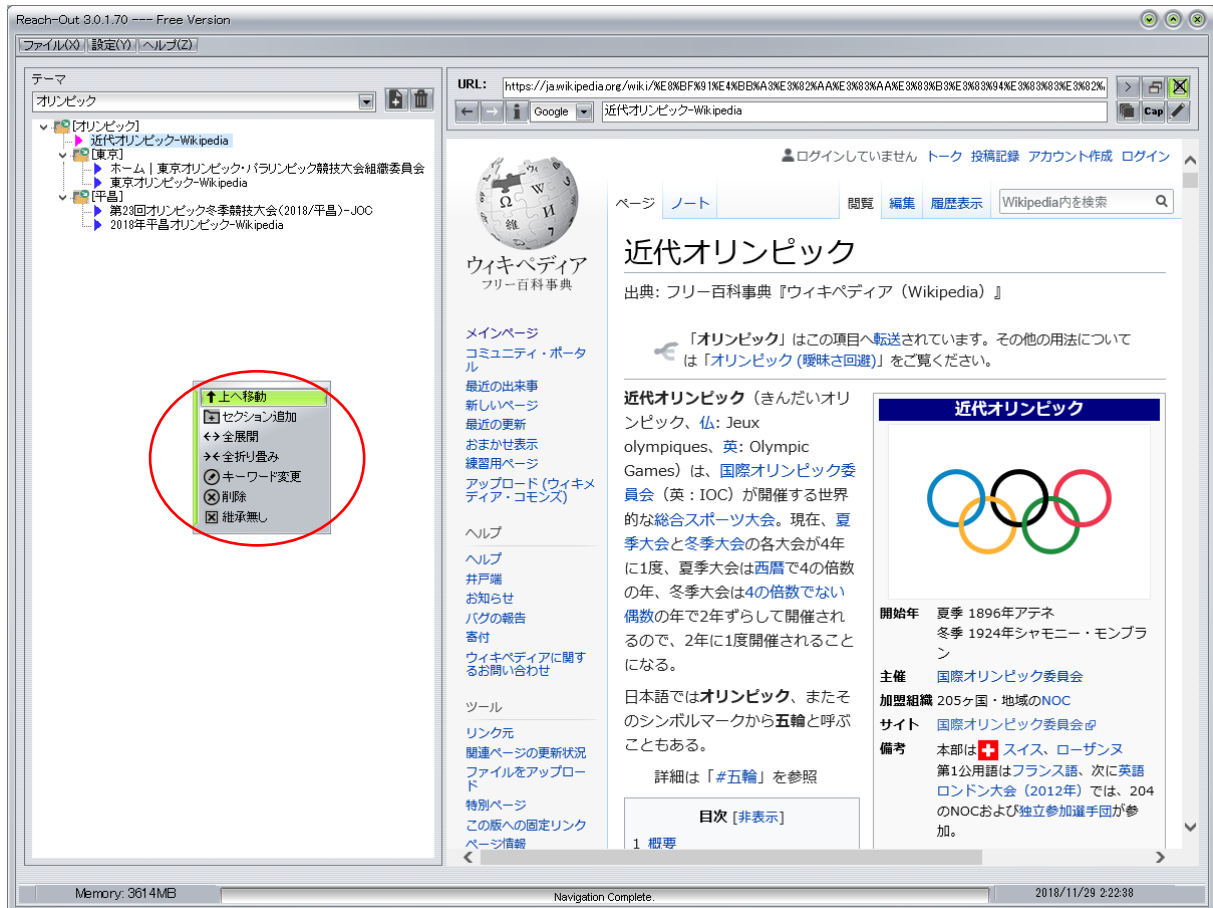 Reach-Out 3.0.1.70 --- Free Version
ファイル(X) 設定(Y) ヘルプ(Z)
テーマ
オリンピック
[オリンピック]
近代オリンピック-Wikipedia
[東京]
ホーム｜東京オリンピック・パラリンピック競技大会組織委員会
東京オリンピック-Wikipedia
[平昌]
第23回オリンピック冬季競技大会(2018/平昌)-JOC
2018年平昌オリンピック-Wikipedia
上へ移動
セクション追加
全展開
全折り畳み
キーワード変更
削除
継承無し
URL: https://ja.wikipedia.org/wiki/%E8%BF%91%E4%BB%A3%E3%82%AA%E3%83%AA%E3%83%B3%E3%83%94%E3%83%83%E3%82%
Google 近代オリンピック-Wikipedia
Cap
ログインしていません トーク 投稿記録 アカウント作成 ログイン
ページ ノート 閲覧 編集 履歴表示 Wikipedia内を検索
Ω W И
維 7
ウィキペディア
フリー百科事典
メインページ
コミュニティ・ポータ
ル
最近の出来事
新しいページ
最近の更新
おまかせ表示
練習用ページ
アップロード (ウィキメ
ディア・コモンズ)
ヘルプ
ヘルプ
井戸端
お知らせ
バグの報告
寄付
ウィキペディアに関す
るお問い合わせ
ツール
リンク元
関連ページの更新状況
ファイルをアップロー
ド
特別ページ
この版への固定リンク
ページ情報
近代オリンピック
出典: フリー百科事典『ウィキペディア（Wikipedia）』
「オリンピック」はこの項目へ転送されています。その他の用法について
は「オリンピック (曖昧さ回避)」をご覧ください。
近代オリンピック（きんだいオリ
ンピック、仏: Jeux
olympiques、英: Olympic
Games）は、国際オリンピック委
員会（英：IOC）が開催する世界
的な総合スポーツ大会。現在、夏
季大会と冬季大会の各大会が4年
に1度、夏季大会は西暦で4の倍数
の年、冬季大会は4の倍数でない
偶数の年で2年ずらして開催され
るので、2年に1度開催されること
になる。
日本語ではオリンピック、またそ
のシンボルマークから五輪と呼ぶ
こともある。
詳細は「#五輪」を参照
目次 [非表示]
1 概要
近代オリンピック
開始年 夏季 1896年アテネ
冬季 1924年シャモニー・モンブラ
ン
主催 国際オリンピック委員会
加盟組織 205ヶ国・地域のNOC
サイト 国際オリンピック委員会
備考 本部は スイス、ローザンヌ
第1公用語はフランス語、次に英語
ロンドン大会（2012年）では、204
のNOCおよび独立参加選手団が参
加。
Memory: 3614MB Navigation Complete. 2018/11/29 2:22:38